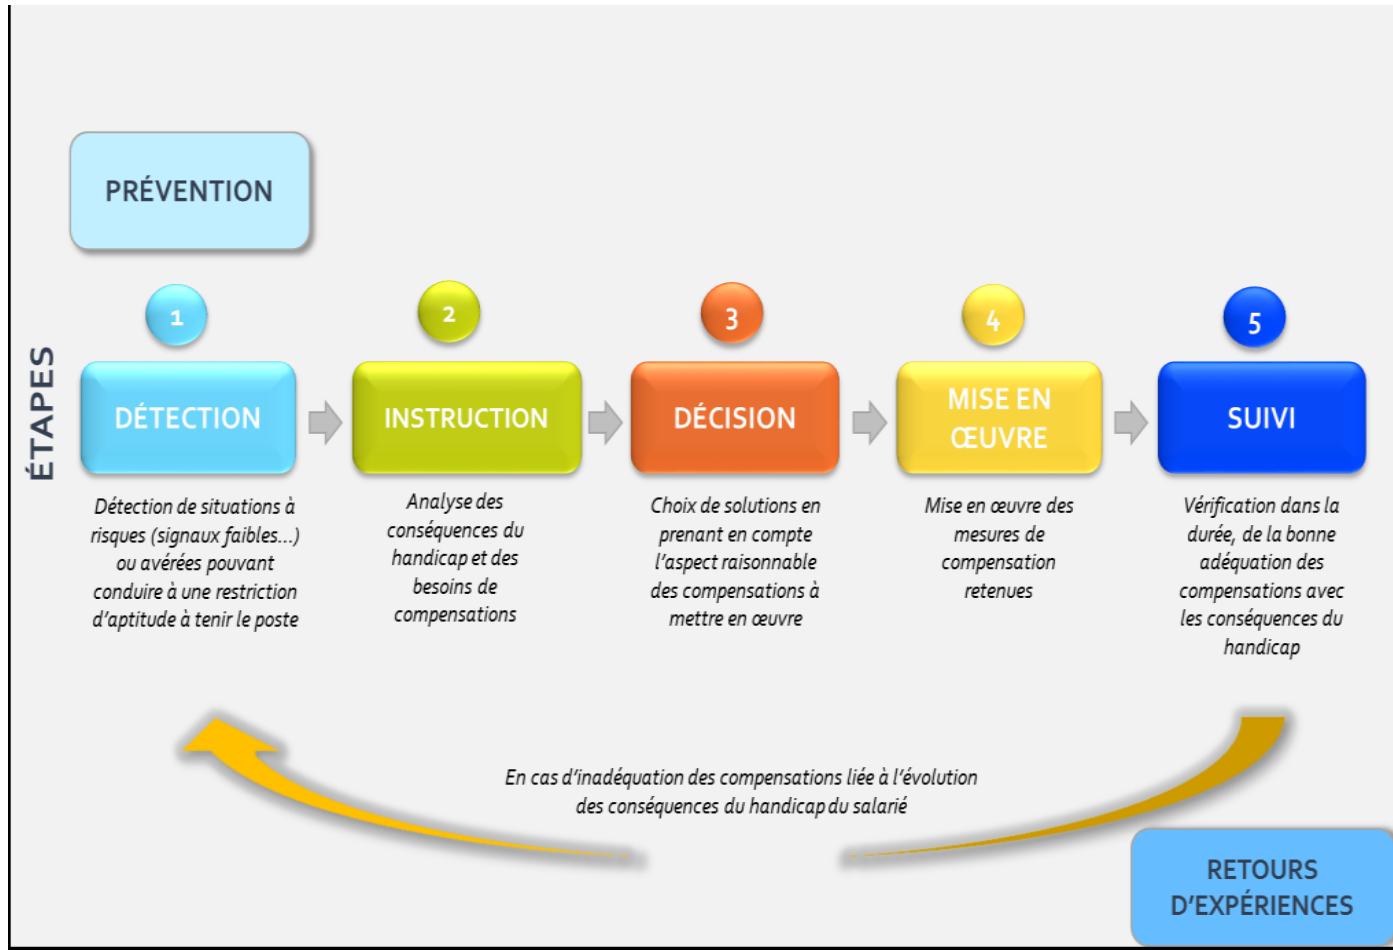 PRÉVENTION
ÉTAPES
1
DÉTECTION
Détection de situations à
risques (signaux faibles...)
ou avérées pouvant
conduire à une restriction
d'aptitude à tenir le poste
2
INSTRUCTION
Analyse des
conséquences du
handicap et des
besoins de
compensations
3
DÉCISION
Choix de solutions en
prenant en compte
l'aspect raisonnable
des compensations à
mettre en œuvre
4
MISE EN
ŒUVRE
Mise en œuvre des
mesures de
compensation
retenues
5
SUIVI
Vérification dans la
durée, de la bonne
adéquation des
compensations avec
les conséquences du
handicap
En cas d'inadéquation des compensations liée à l'évolution
des conséquences du handicap du salarié
RETOURS
D'EXPÉRIENCES